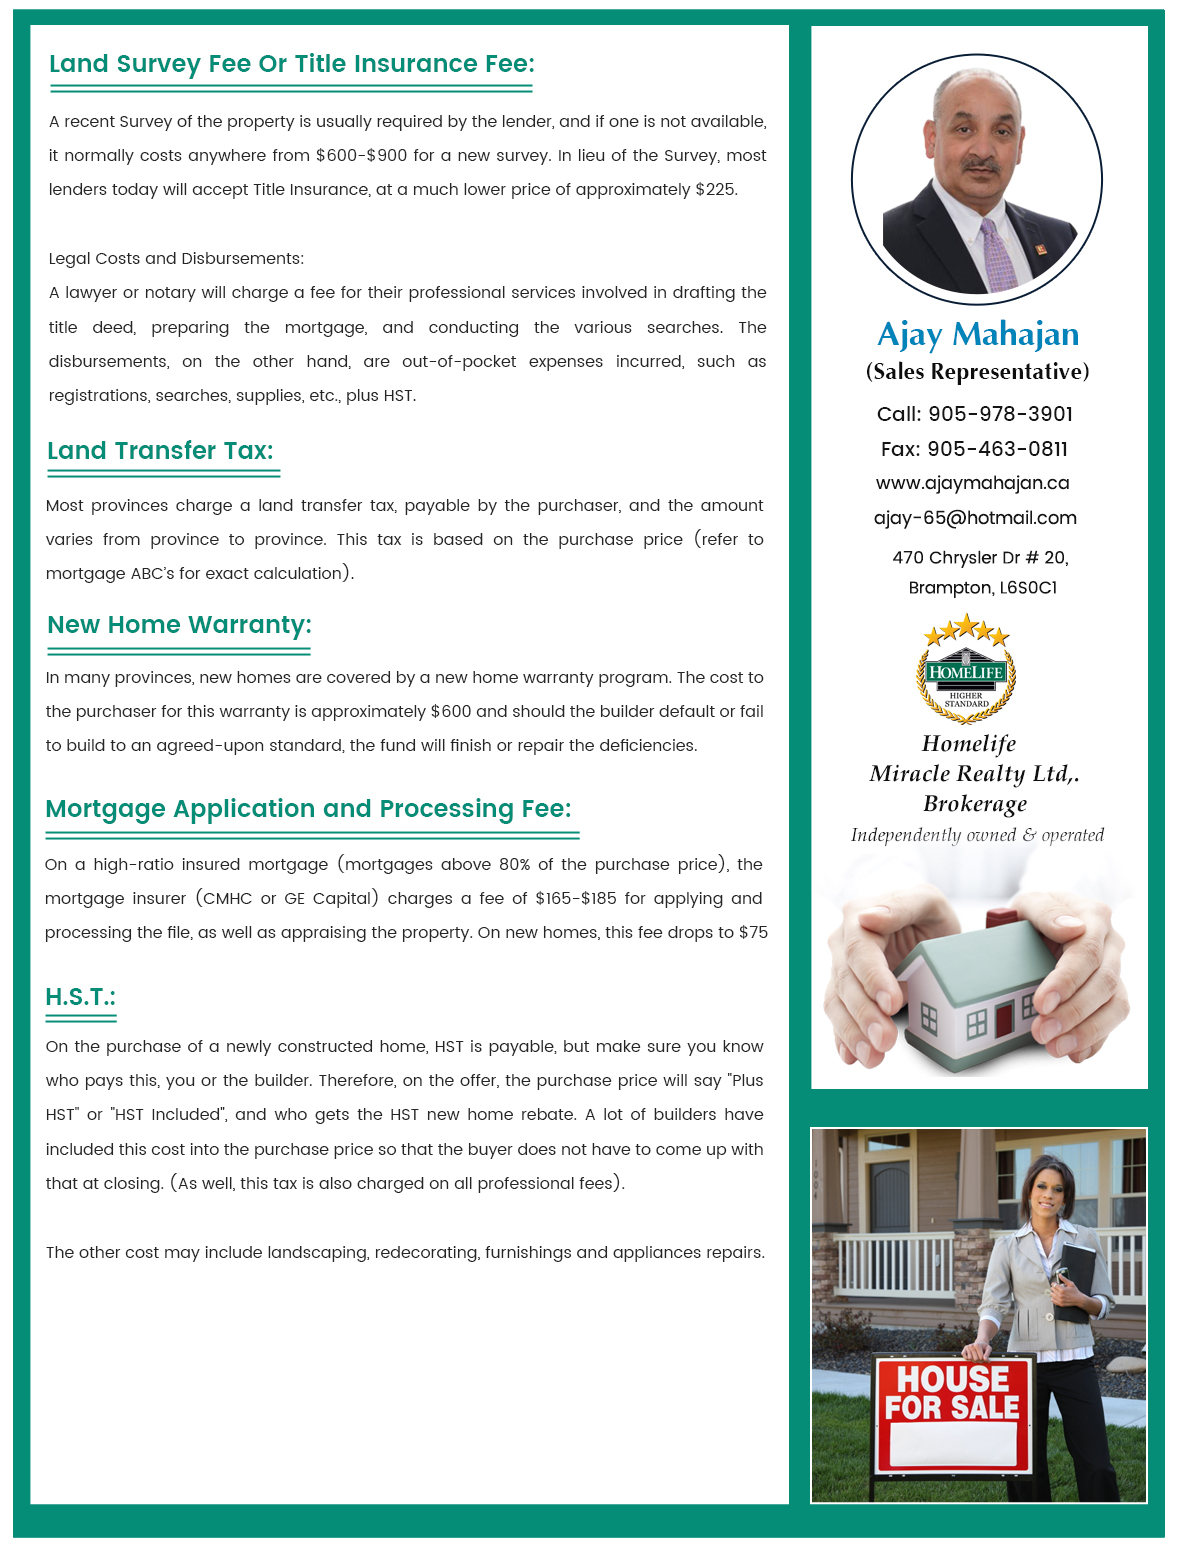 Land Survey Fee Or Title Insurance Fee:
A recent Survey of the property is usually required by the lender, and if one is not available,
it normally costs anywhere from $600-$900 for a new survey. In lieu of the Survey, most
lenders today will accept Title Insurance, at a much lower price of approximately $225.
Legal Costs and Disbursements:
A lawyer or notary will charge a fee for their professional services involved in drafting the
title deed, preparing the mortgage, and conducting the various searches. The
disbursements, on the other hand, are out-of-pocket expenses incurred, such as
registrations, searches, supplies, etc., plus HST.
Land Transfer Tax:
Most provinces charge a land transfer tax, payable by the purchaser, and the amount
varies from province to province. This tax is based on the purchase price (refer to
mortgage ABC’s for exact calculation).
New Home Warranty:
In many provinces, new homes are covered by a new home warranty program. The cost to
the purchaser for this warranty is approximately $600 and should the builder default or fail
to build to an agreed-upon standard, the fund will finish or repair the deficiencies.
Mortgage Application and Processing Fee:
On a high-ratio insured mortgage (mortgages above 80% of the purchase price), the
mortgage insurer (CMHC or GE Capital) charges a fee of $165-$185 for applying and
processing the file, as well as appraising the property. On new homes, this fee drops to $75
H.S.T.:
On the purchase of a newly constructed home, HST is payable, but make sure you know
who pays this, you or the builder. Therefore, on the offer, the purchase price will say "Plus
HST" or "HST Included", and who gets the HST new home rebate. A lot of builders have
included this cost into the purchase price so that the buyer does not have to come up with
that at closing. (As well, this tax is also charged on all professional fees).
The other cost may include landscaping, redecorating, furnishings and appliances repairs.
Ajay Mahajan
(Sales Representative)
Call: 905-978-3901
Fax: 905-463-0811
www.ajaymahajan.ca
ajay-65@hotmail.com
470 Chrysler Dr # 20,
Brampton, L6S0C1
HOMELIFE
HIGHER
STANDARD
Homelife
Miracle Realty Ltd,.
Brokerage
Independently owned & operated
1004
HOUSE
FOR SALE